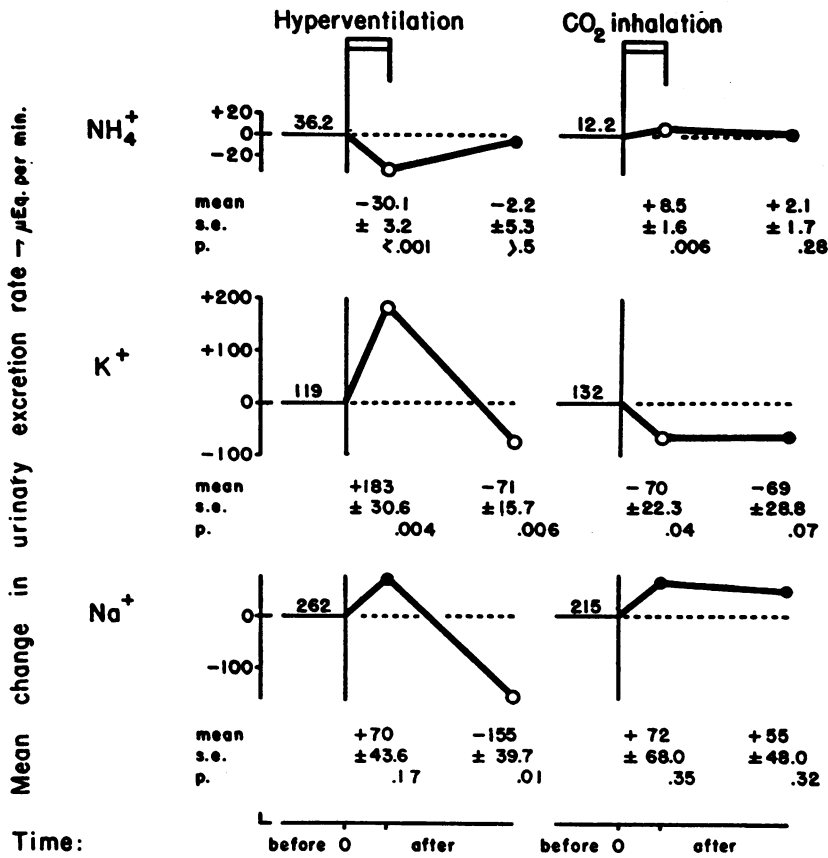 Hyperventilation CO2 inhalation
Mean change in urinary excretion rate → µEq. per min.
NH4+
+20
0
-20
36.2 12.2
mean -30.1 -2.2 +8.5 +2.1
s.e. ± 3.2 ±5.3 ±1.6 ±1.7
p. <.001 >.5 .006 .28
K+
+200
+100
0
-100
119 132
mean +183 -71 -70 -69
s.e. ± 30.6 ±15.7 ±22.3 ±28.8
p. .004 .006 .04 .07
Na+
0
-100
262 215
mean +70 -155 + 72 +55
s.e. ±43.6 ± 39.7 ± 68.0 ± 48.0
p. .17 .01 .35 .32
Time: before 0 after before 0 after